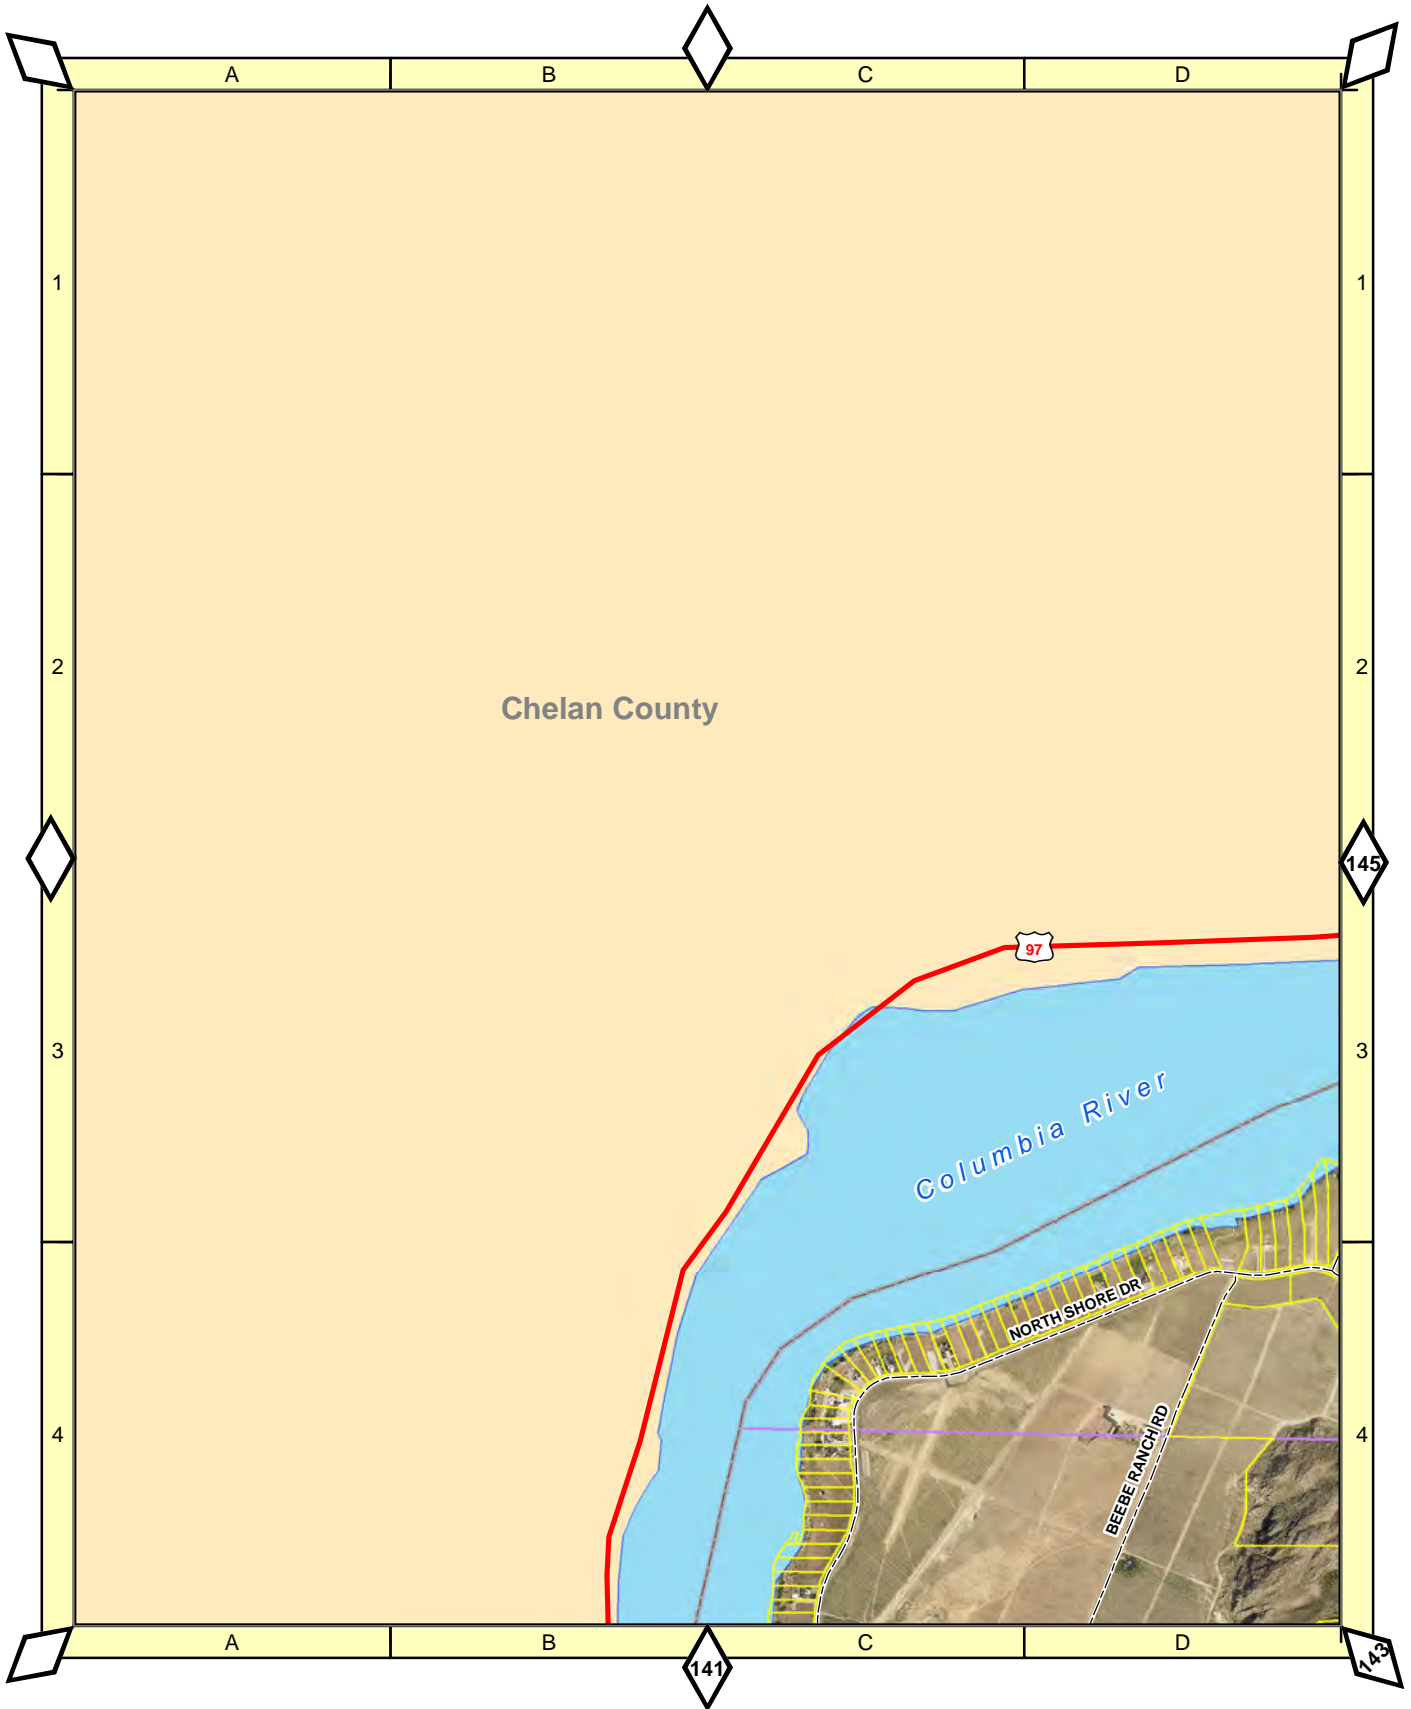 A B C D
1 1
2 2
Chelan County
145
97
3 3
Columbia River
NORTH SHORE DR
BEEBE RANCH RD
4 4
A B C D
141
143